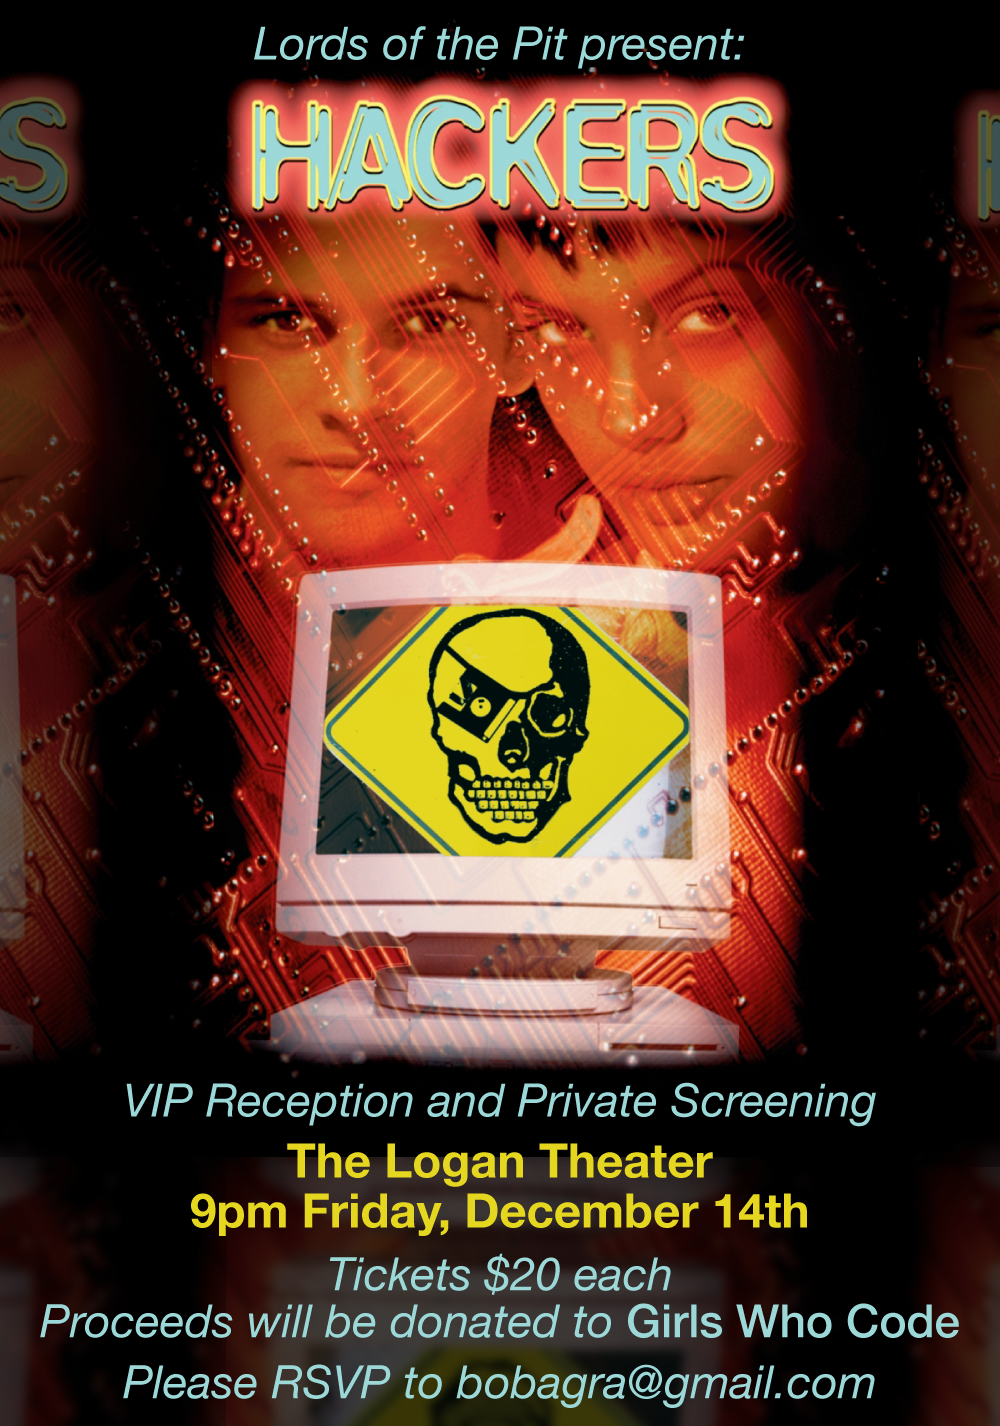 Lords of the Pit present:
HACKERS
VIP Reception and Private Screening
The Logan Theater
9pm Friday, December 14th
Tickets $20 each
Proceeds will be donated to Girls Who Code
Please RSVP to bobagra@gmail.com